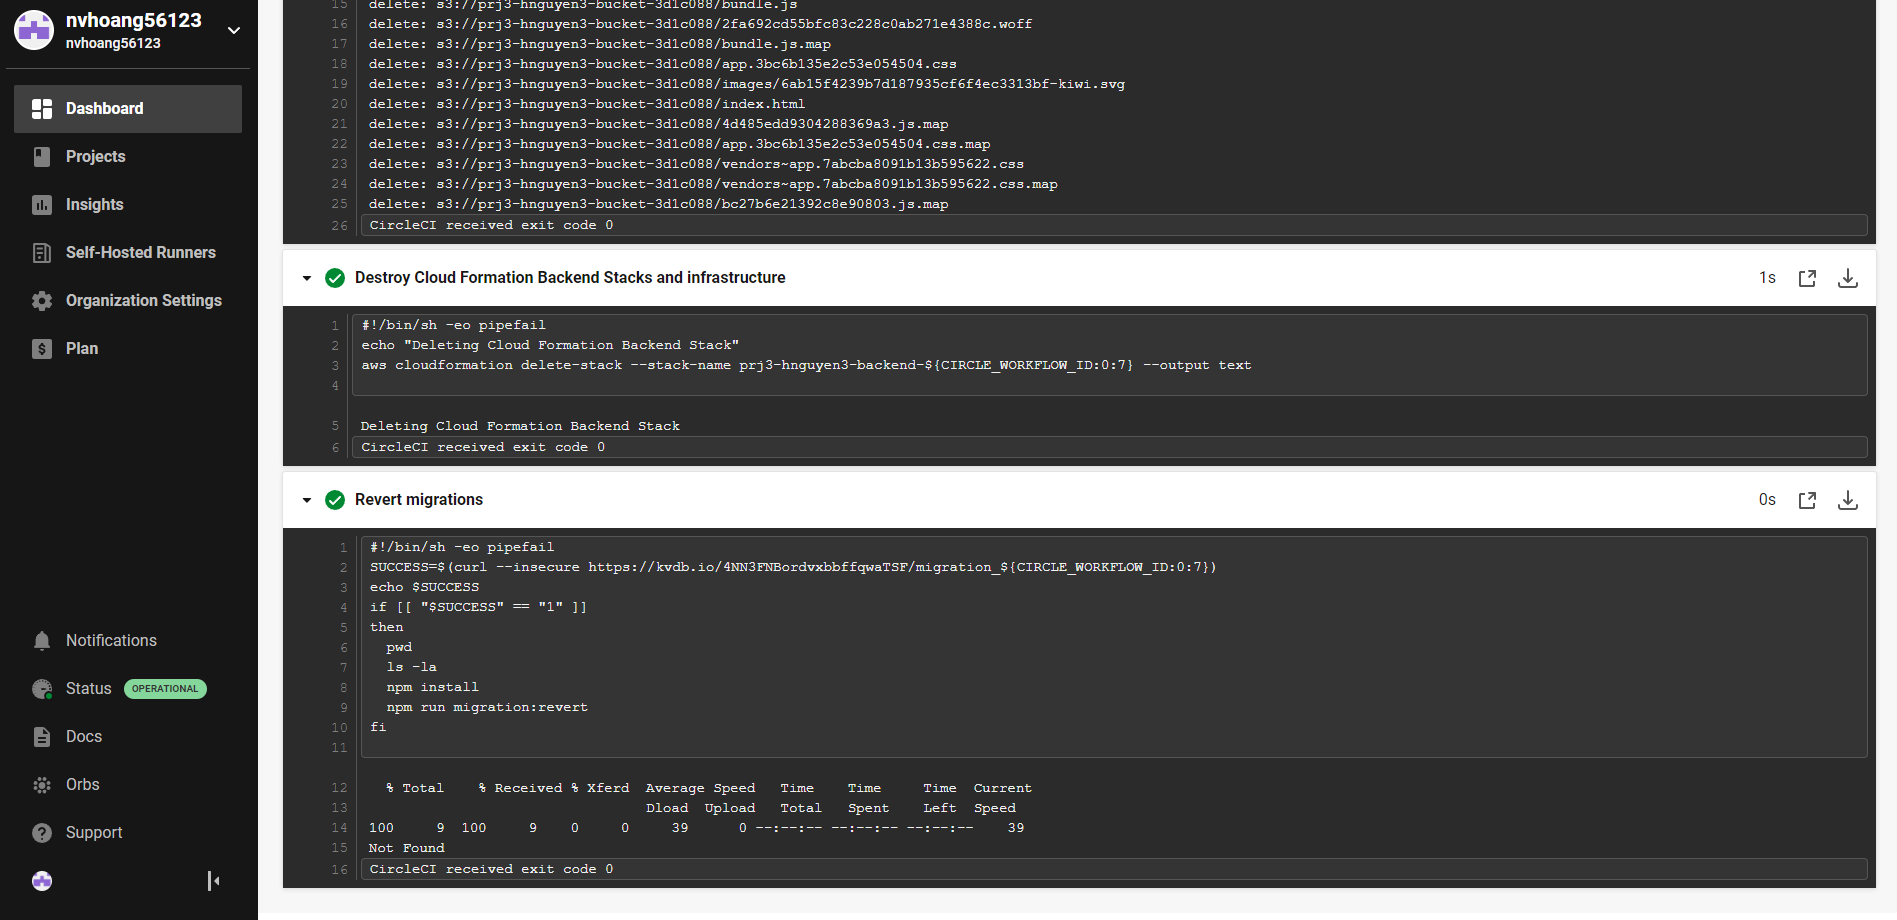 nvhoang56123
nvhoang56123
Dashboard
Projects
Insights
Self-Hosted Runners
Organization Settings
Plan
Notifications
Status OPERATIONAL
Docs
Orbs
Support
15 delete: s3://prj3-hnguyen3-bucket-3d1c088/bundle.js
16 delete: s3://prj3-hnguyen3-bucket-3d1c088/2fa692cd55bfc83c228c0ab271e4388c.woff
17 delete: s3://prj3-hnguyen3-bucket-3d1c088/bundle.js.map
18 delete: s3://prj3-hnguyen3-bucket-3d1c088/app.3bc6b135e2c53e054504.css
19 delete: s3://prj3-hnguyen3-bucket-3d1c088/images/6ab15f4239b7d187935cf6f4ec3313bf-kiwi.svg
20 delete: s3://prj3-hnguyen3-bucket-3d1c088/index.html
21 delete: s3://prj3-hnguyen3-bucket-3d1c088/4d485edd9304288369a3.js.map
22 delete: s3://prj3-hnguyen3-bucket-3d1c088/app.3bc6b135e2c53e054504.css.map
23 delete: s3://prj3-hnguyen3-bucket-3d1c088/vendors~app.7abcba8091b13b595622.css
24 delete: s3://prj3-hnguyen3-bucket-3d1c088/vendors~app.7abcba8091b13b595622.css.map
25 delete: s3://prj3-hnguyen3-bucket-3d1c088/bc27b6e21392c8e90803.js.map
26 CircleCI received exit code 0
Destroy Cloud Formation Backend Stacks and infrastructure 1s
1 #!/bin/sh -eo pipefail
2 echo "Deleting Cloud Formation Backend Stack"
3 aws cloudformation delete-stack --stack-name prj3-hnguyen3-backend-${CIRCLE_WORKFLOW_ID:0:7} --output text
4
5 Deleting Cloud Formation Backend Stack
6 CircleCI received exit code 0
Revert migrations 0s
1 #!/bin/sh -eo pipefail
2 SUCCESS=$(curl --insecure https://kvdb.io/4NN3FNBordvxbbffqwaTSF/migration_${CIRCLE_WORKFLOW_ID:0:7})
3 echo $SUCCESS
4 if [[ "$SUCCESS" == "1" ]]
5 then
6 pwd
7 ls -la
8 npm install
9 npm run migration:revert
10 fi
11
12 % Total % Received % Xferd Average Speed Time Time Time Current
13 Dload Upload Total Spent Left Speed
14 100 9 100 9 0 0 39 0 --:--:-- --:--:-- --:--:-- 39
15 Not Found
16 CircleCI received exit code 0